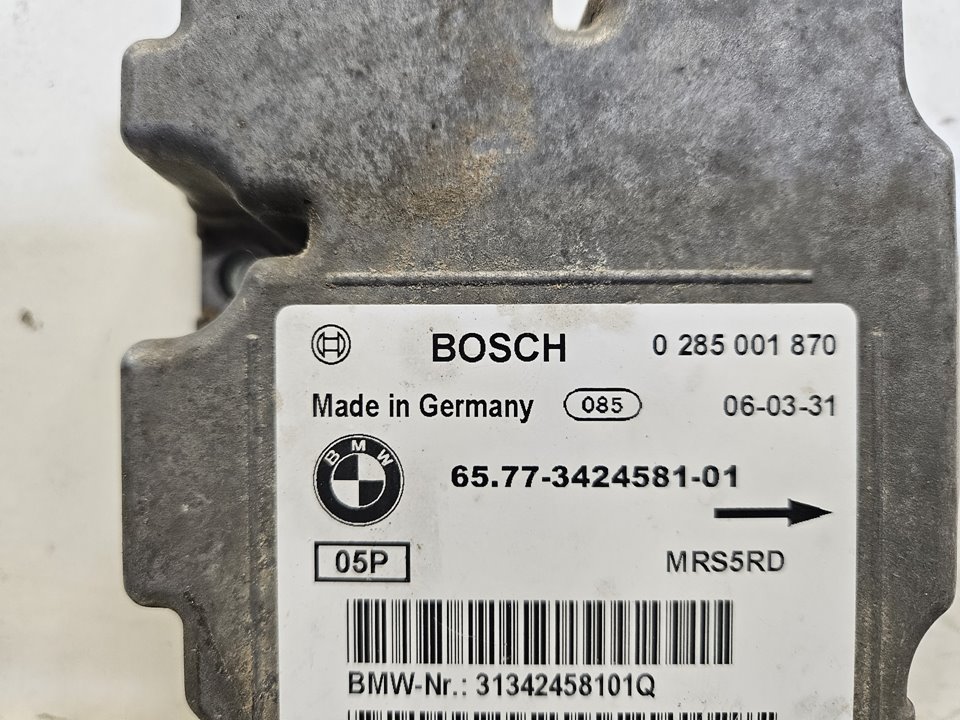 BOSCH 0 285 001 870
Made in Germany 085 06-03-31
BMW 65.77-3424581-01
05P MRS5RD
BMW-Nr.: 31342458101Q